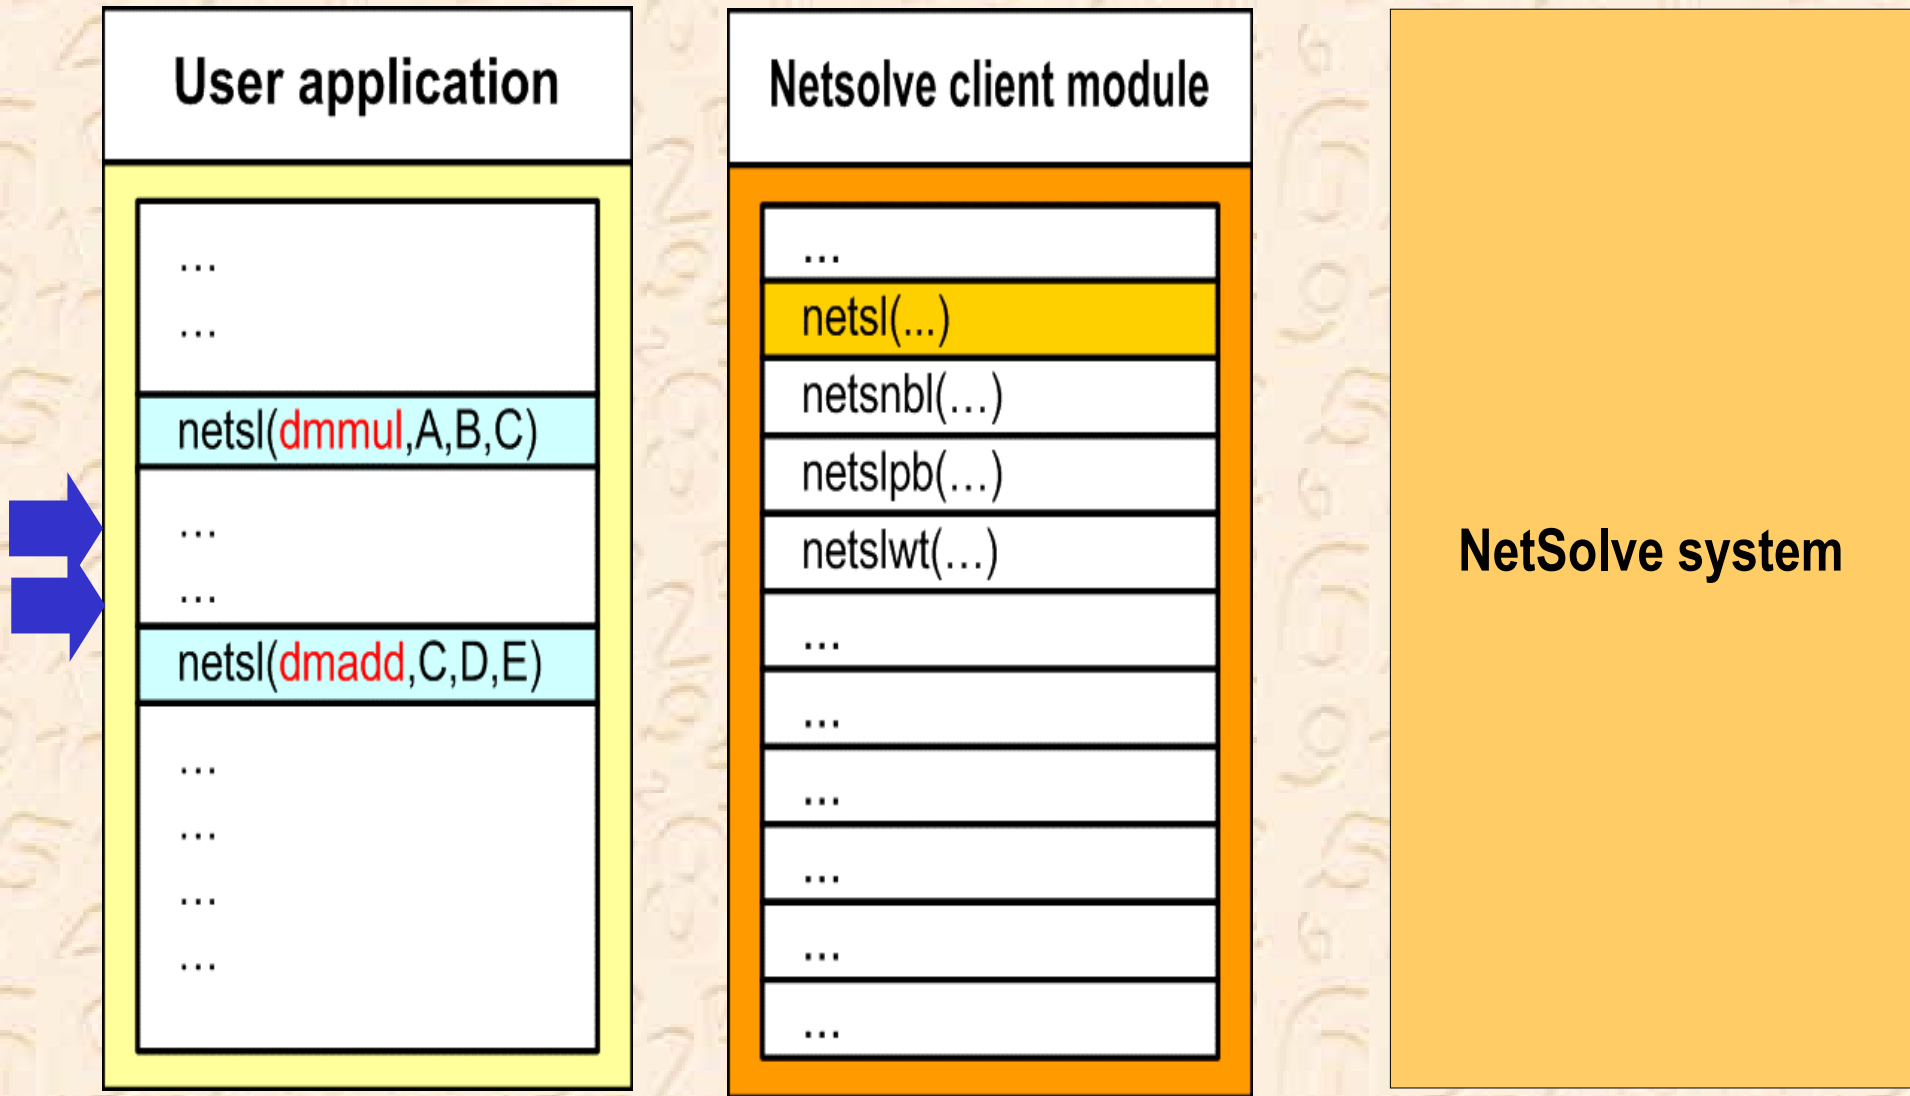 User application
…
…
netsl(dmmul,A,B,C)
…
…
netsl(dmadd,C,D,E)
…
…
…
…
Netsolve client module
...
netsl(...)
netsnbl(…)
netslpb(…)
netslwt(…)
...
...
...
...
...
...
NetSolve system